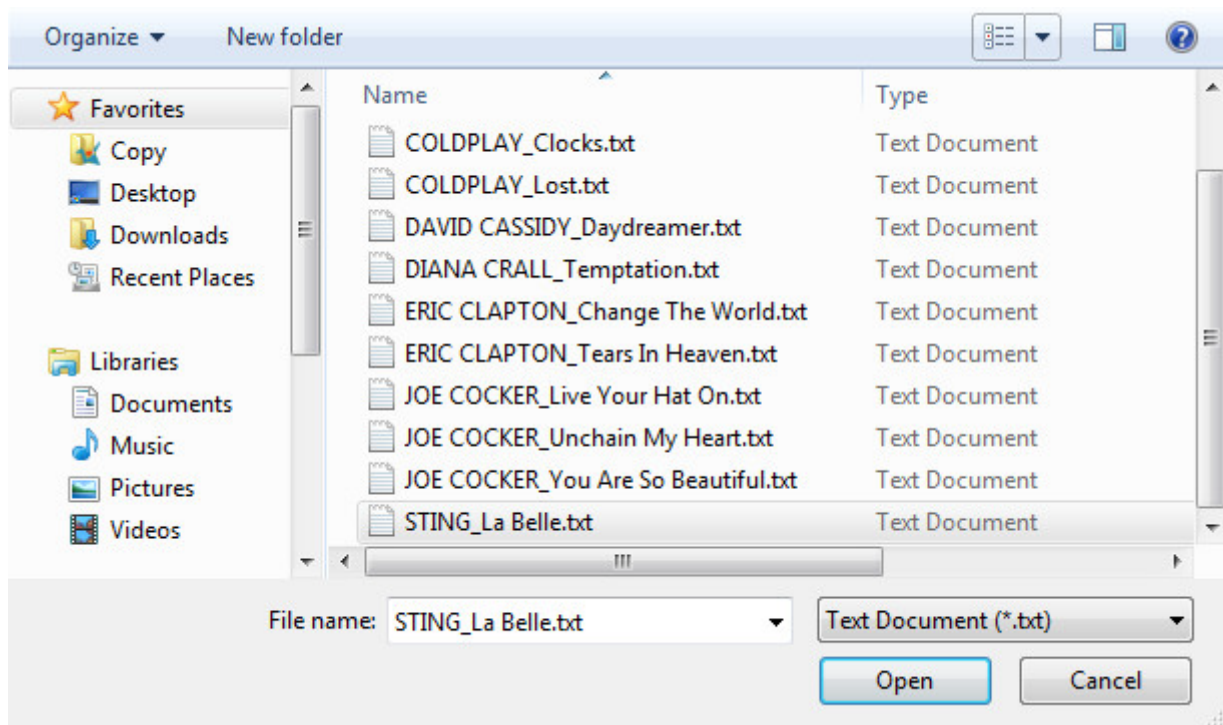 Organize New folder
Favorites
Copy
Desktop
Downloads
Recent Places
Libraries
Documents
Music
Pictures
Videos
Name Type
COLDPLAY_Clocks.txt Text Document
COLDPLAY_Lost.txt Text Document
DAVID CASSIDY_Daydreamer.txt Text Document
DIANA CRALL_Temptation.txt Text Document
ERIC CLAPTON_Change The World.txt Text Document
ERIC CLAPTON_Tears In Heaven.txt Text Document
JOE COCKER_Live Your Hat On.txt Text Document
JOE COCKER_Unchain My Heart.txt Text Document
JOE COCKER_You Are So Beautiful.txt Text Document
STING_La Belle.txt Text Document
File name: STING_La Belle.txt Text Document (*.txt)
Open Cancel